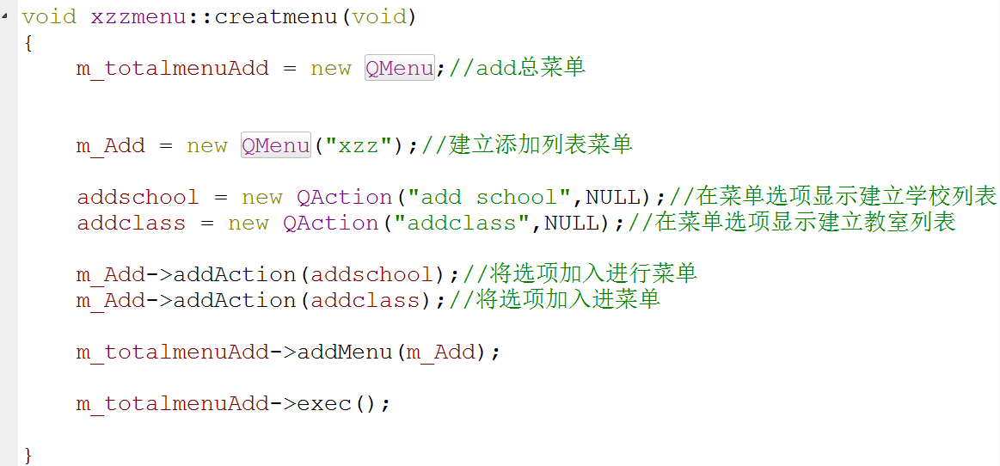 void xzzmenu::creatmenu(void)
{
    m_totalmenuAdd = new QMenu;//add总菜单
    m_Add = new QMenu("xzz");//建立添加列表菜单
    addschool = new QAction("add school",NULL);//在菜单选项显示建立学校列表
    addclass = new QAction("addclass",NULL);//在菜单选项显示建立教室列表
    m_Add->addAction(addschool);//将选项加入进行菜单
    m_Add->addAction(addclass);//将选项加入进菜单
    m_totalmenuAdd->addMenu(m_Add);
    m_totalmenuAdd->exec();
}